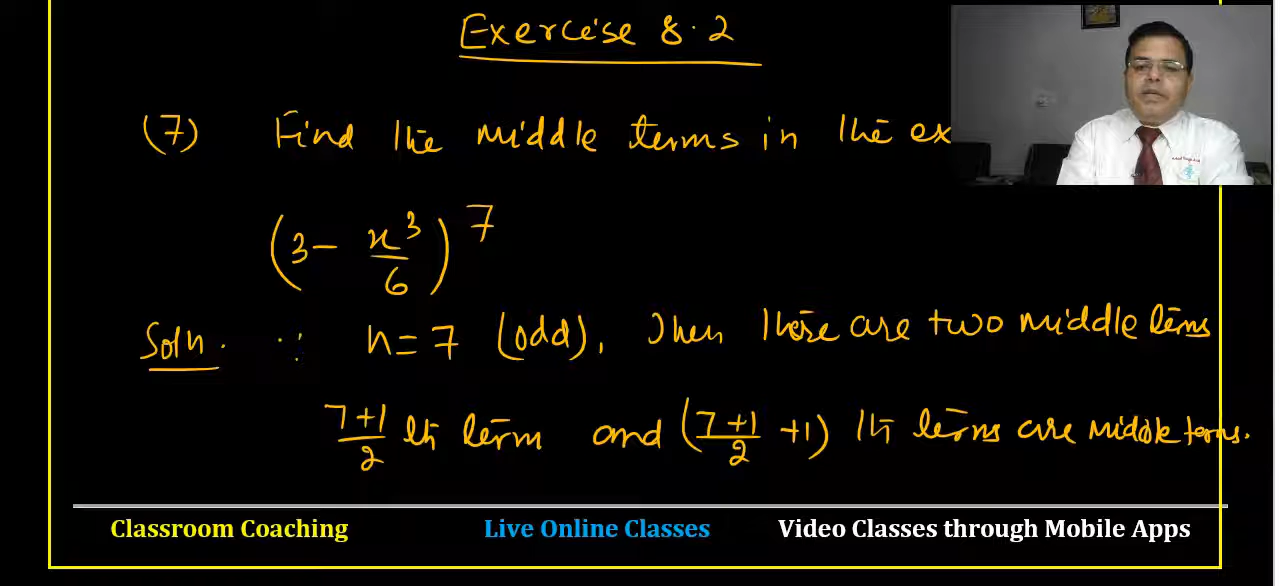 Exercise 8.2
(7) Find the middle terms in the ex
(3 - x³/6)⁷
Soln. ∵ n = 7 (odd), Then there are two middle terms
7+1/2 th term and (7+1/2 +1) th terms are middle terms.
Classroom Coaching Live Online Classes Video Classes through Mobile Apps